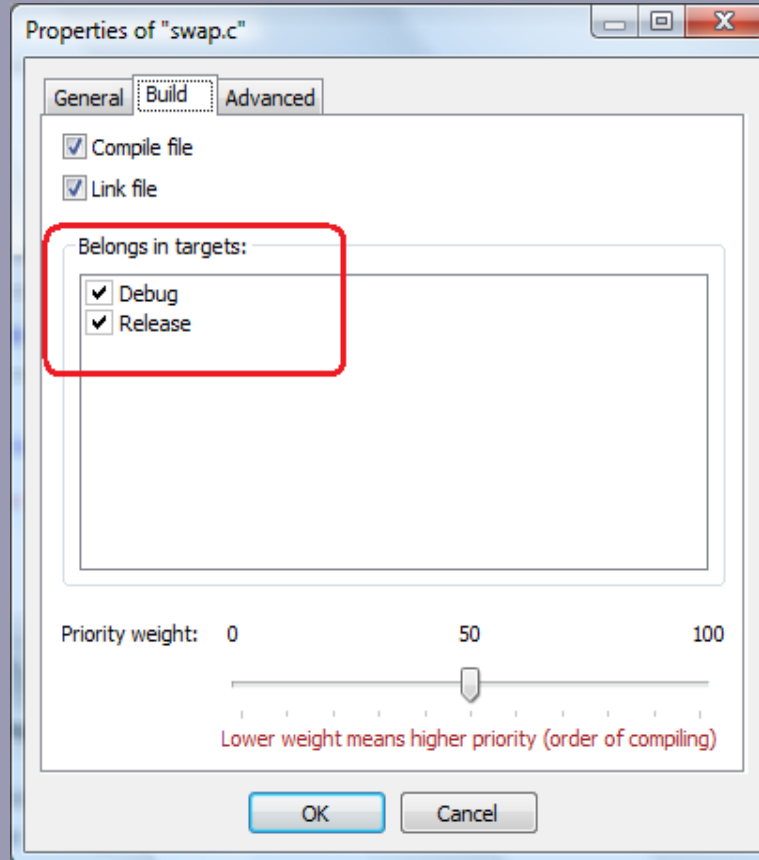 Properties of "swap.c"
General Build Advanced
Compile file
Link file
Belongs in targets:
Debug
Release
Priority weight: 0 50 100
Lower weight means higher priority (order of compiling)
OK Cancel